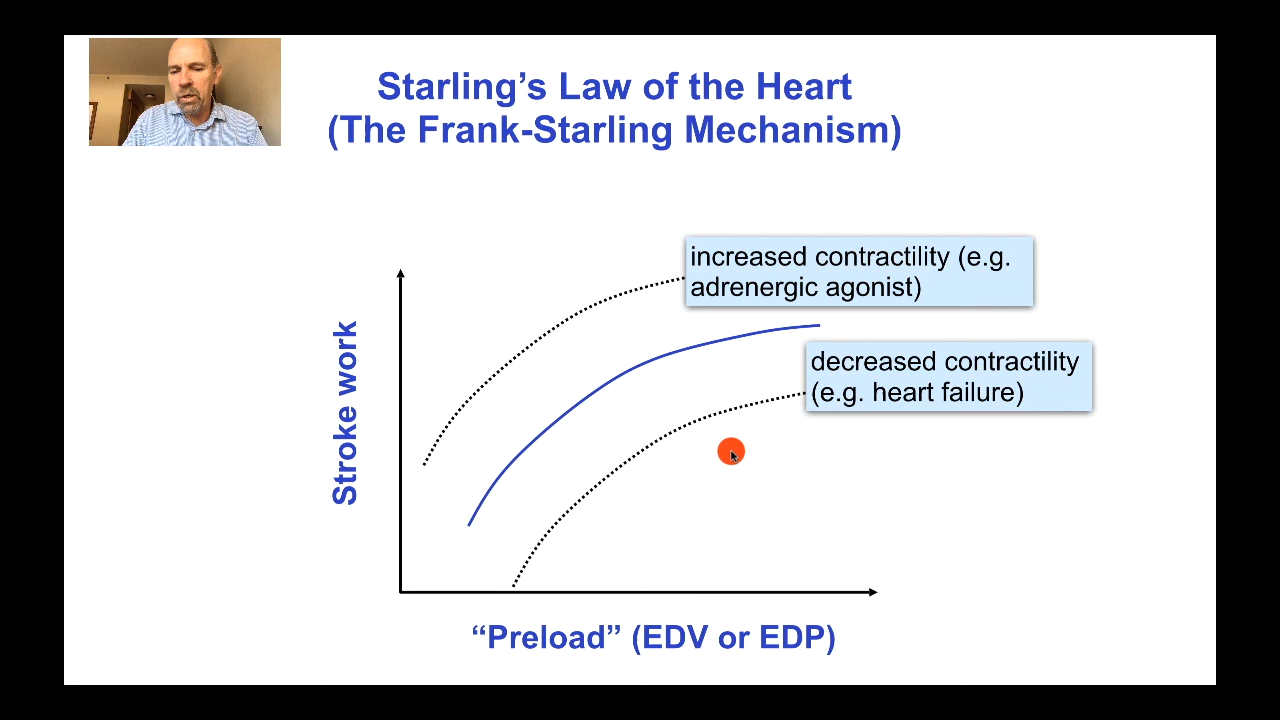 Starling’s Law of the Heart
(The Frank-Starling Mechanism)
increased contractility (e.g.
adrenergic agonist)
decreased contractility
(e.g. heart failure)
Stroke work
“Preload” (EDV or EDP)